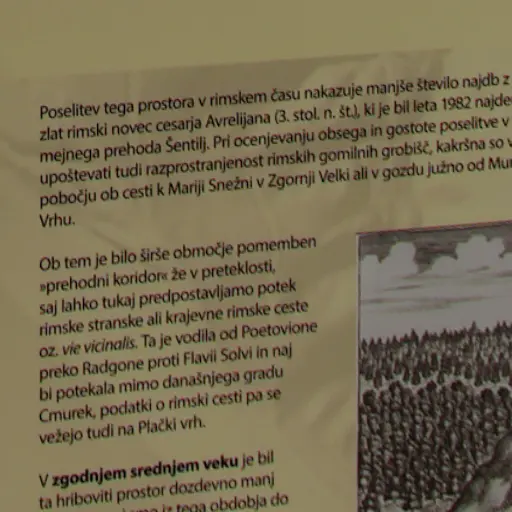 Poselitev tega prostora v rimskem času nakazuje manjše število najdb z
zlat rimski novec cesarja Avrelijana (3. stol. n. št.), ki je bil leta 1982
mejnega prehoda Šentilj. Pri ocenjevanju obsega in gostote poselitve v
upoštevati tudi razprostranjenost rimskih gomilnih grobišč, kakršna so
pobočju ob cesti k Mariji Snežni v Zgornji Velki ali v gozdu južno od
Vrhu.
Ob tem je bilo širše območje pomemben
»prehodni koridor« že v preteklosti,
saj lahko tukaj predpostavljamo potek
rimske stranske ali krajevne rimske ceste
oz. vie vicinalis. Ta je vodila od Poetovione
preko Radgone proti Flavii Solvi in naj
bi potekala mimo današnjega gradu
Cmurek, podatki o rimski cesti pa se
vežejo tudi na Plački vrh.
V zgodnjem srednjem veku je bil
ta hriboviti prostor dozdevno manj
iz tega obdobja do